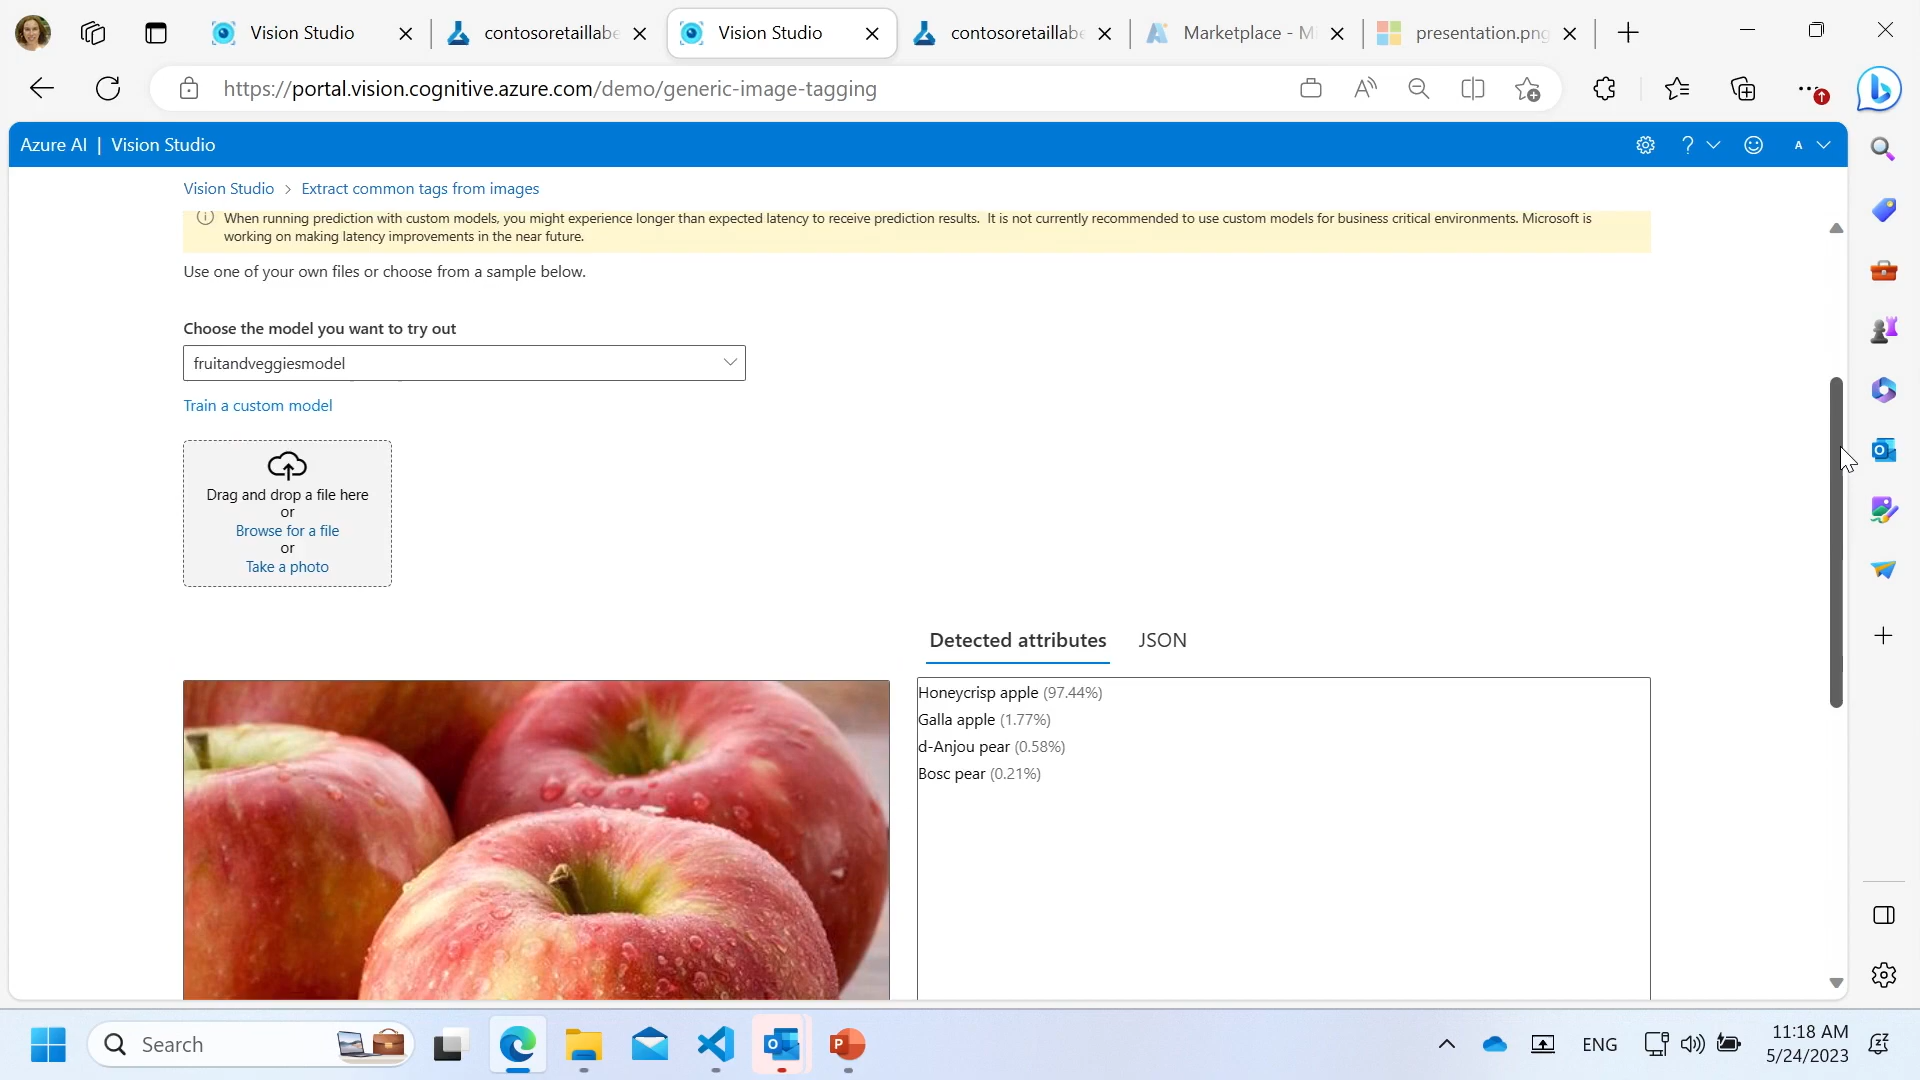 Vision Studio
contosoretaillabe
Vision Studio
contosoretaillabe
Marketplace - Mi
presentation.png
https://portal.vision.cognitive.azure.com/demo/generic-image-tagging
Azure AI | Vision Studio
A
Vision Studio > Extract common tags from images
When running prediction with custom models, you might experience longer than expected latency to receive prediction results. It is not currently recommended to use custom models for business critical environments. Microsoft is
working on making latency improvements in the near future.
Use one of your own files or choose from a sample below.
Choose the model you want to try out
fruitandveggiesmodel
Train a custom model
Drag and drop a file here
or
Browse for a file
or
Take a photo
Detected attributes
JSON
Honeycrisp apple (97.44%)
Galla apple (1.77%)
d-Anjou pear (0.58%)
Bosc pear (0.21%)
Search
ENG
11:18 AM
5/24/2023